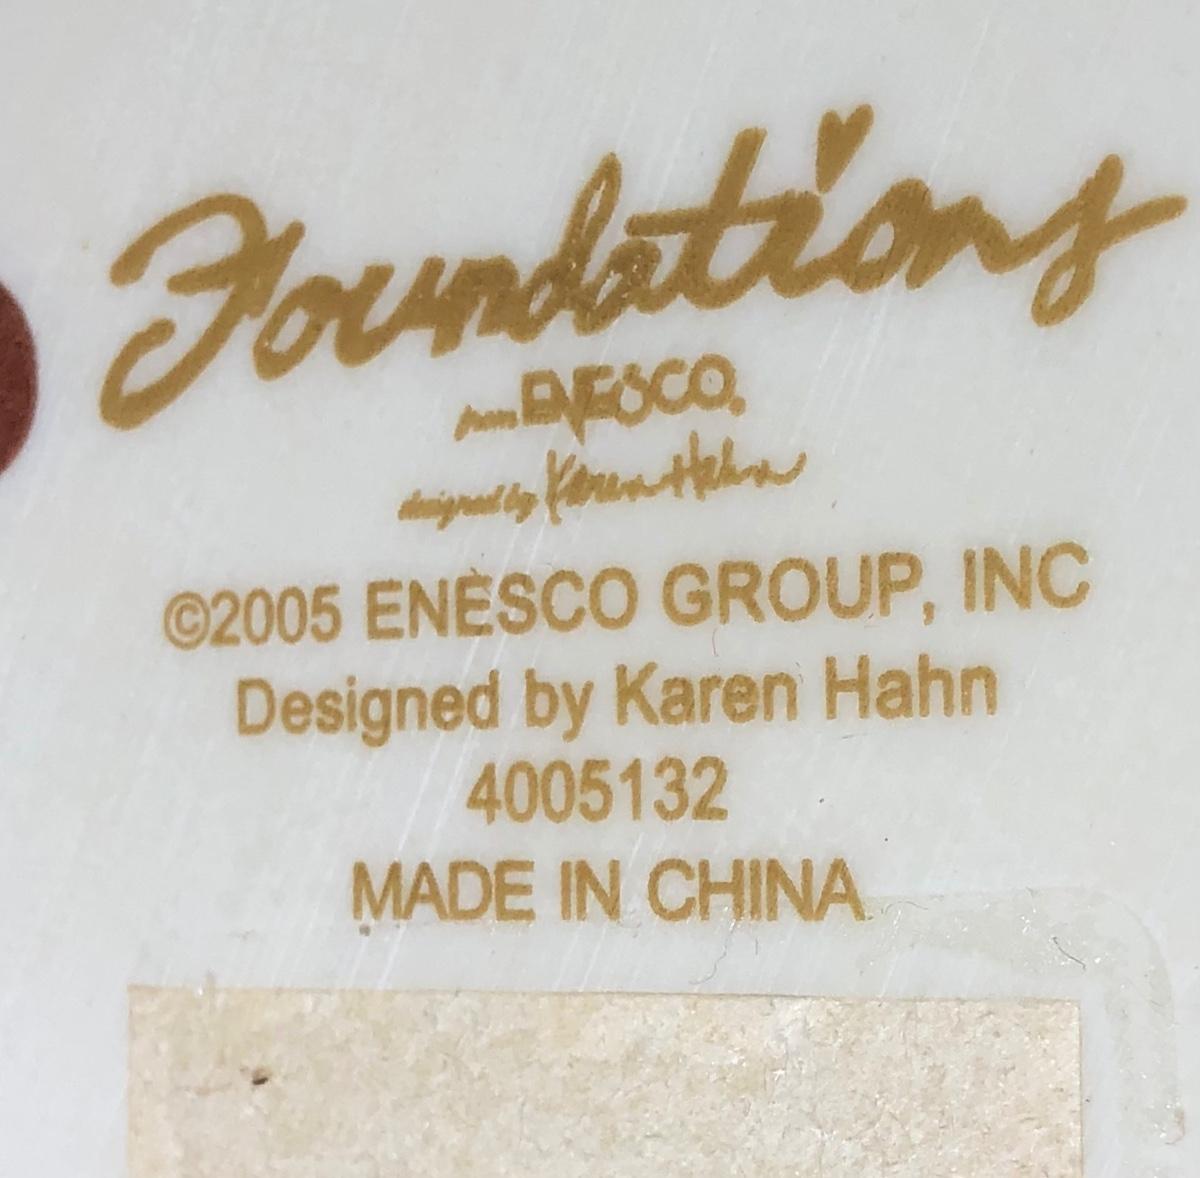 Foundations
from ENESCO.
designed by Karen Hahn
©2005 ENESCO GROUP, INC
Designed by Karen Hahn
4005132
MADE IN CHINA